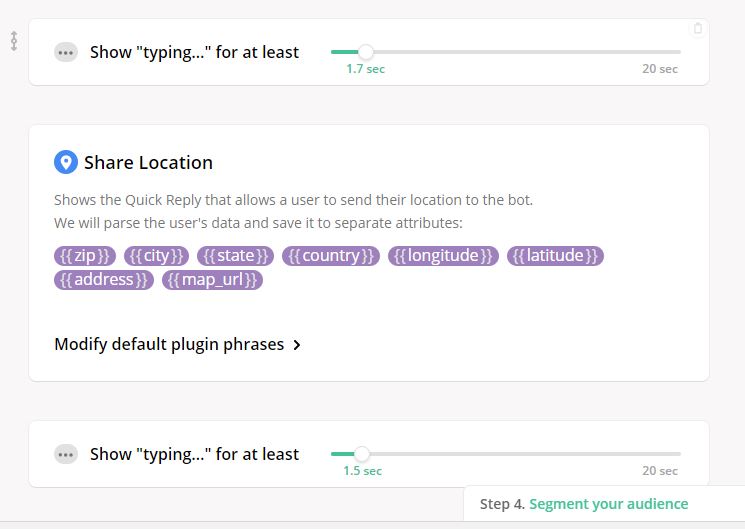 Show "typing..." for at least
1.7 sec
20 sec
Share Location
Shows the Quick Reply that allows a user to send their location to the bot.
We will parse the user's data and save it to separate attributes:
{{zip}} {{city}} {{state}} {{country}} {{longitude}} {{latitude}}
{{address}} {{map_url}}
Modify default plugin phrases >
Show "typing..." for at least
1.5 sec
20 sec
Step 4. Segment your audience